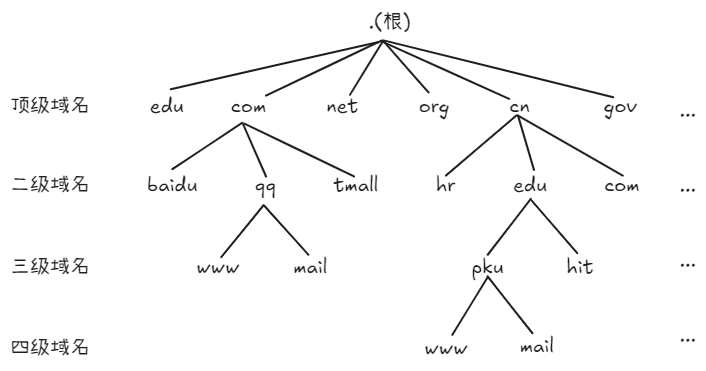 .(根)
顶级域名 edu com net org cn gov ...
二级域名 baidu qq tmall hr edu com ...
三级域名 www mail pku hit ...
四级域名 www mail ...